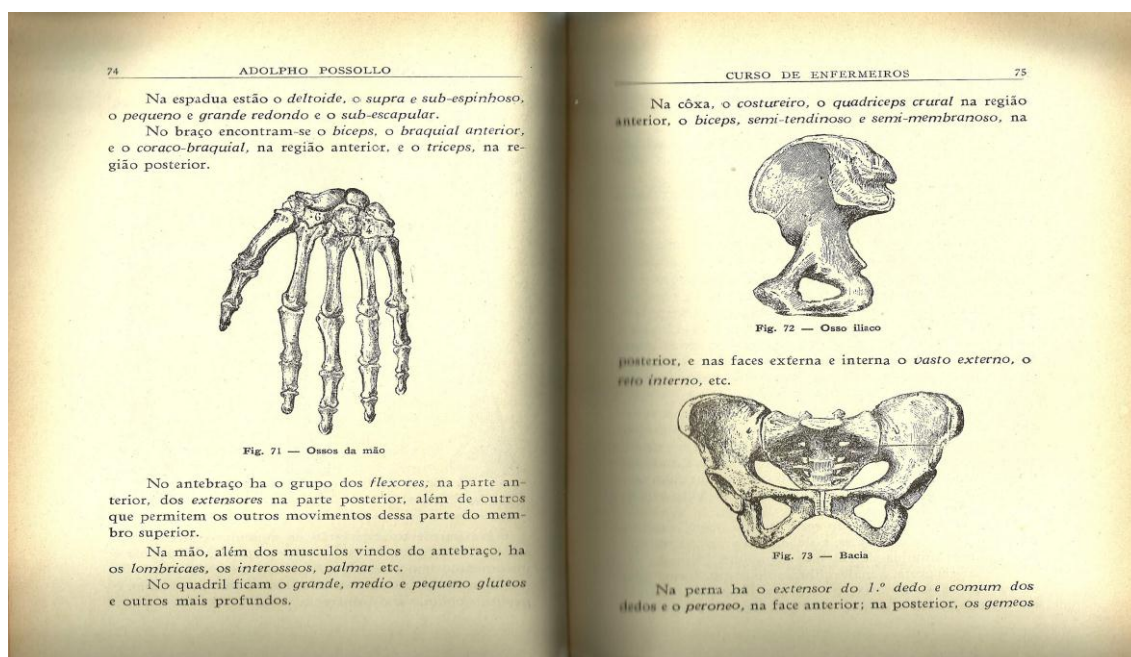 74 ADOLPHO POSSOLLO
Na espadua estão o deltoide, o supra e sub-espinhoso,
o pequeno e grande redondo e o sub-escapular.
No braço encontram-se o biceps, o braquial anterior,
e o coraco-braquial, na região anterior, e o triceps, na re-
gião posterior.
6
Fig. 71 — Ossos da mão
No antebraço ha o grupo dos flexores, na parte an-
terior, dos extensores na parte posterior, além de outros
que permitem os outros movimentos dessa parte do mem-
bro superior.
Na mão, além dos musculos vindos do antebraço, ha
os lombricaes, os interosseos, palmar etc.
No quadril ficam o grande, medio e pequeno gluteos
e outros mais profundos.
CURSO DE ENFERMEIROS 75
Na côxa, o costureiro, o quadriceps crural na região
anterior, o biceps, semi-tendinoso e semi-membranoso, na
Fig. 72 — Osso iliaco
posterior, e nas faces externa e interna o vasto externo, o
reto interno, etc.
Fig. 73 — Bacia
Na perna ha o extensor do 1.º dedo e comum dos
dedos e o peroneo, na face anterior; na posterior, os gemeos